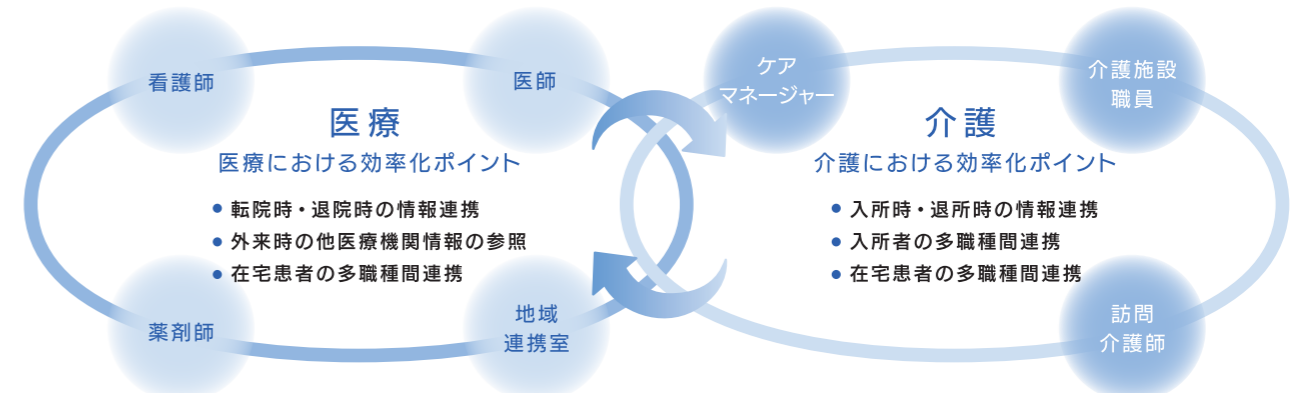 看護師
医師
医療
医療における効率化ポイント
● 転院時・退院時の情報連携
● 外来時の他医療機関情報の参照
● 在宅患者の多職種間連携
薬剤師
地域
連携室
ケア
マネージャー
介護施設
職員
介護
介護における効率化ポイント
● 入所時・退所時の情報連携
● 入所者の多職種間連携
● 在宅患者の多職種間連携
訪問
介護師